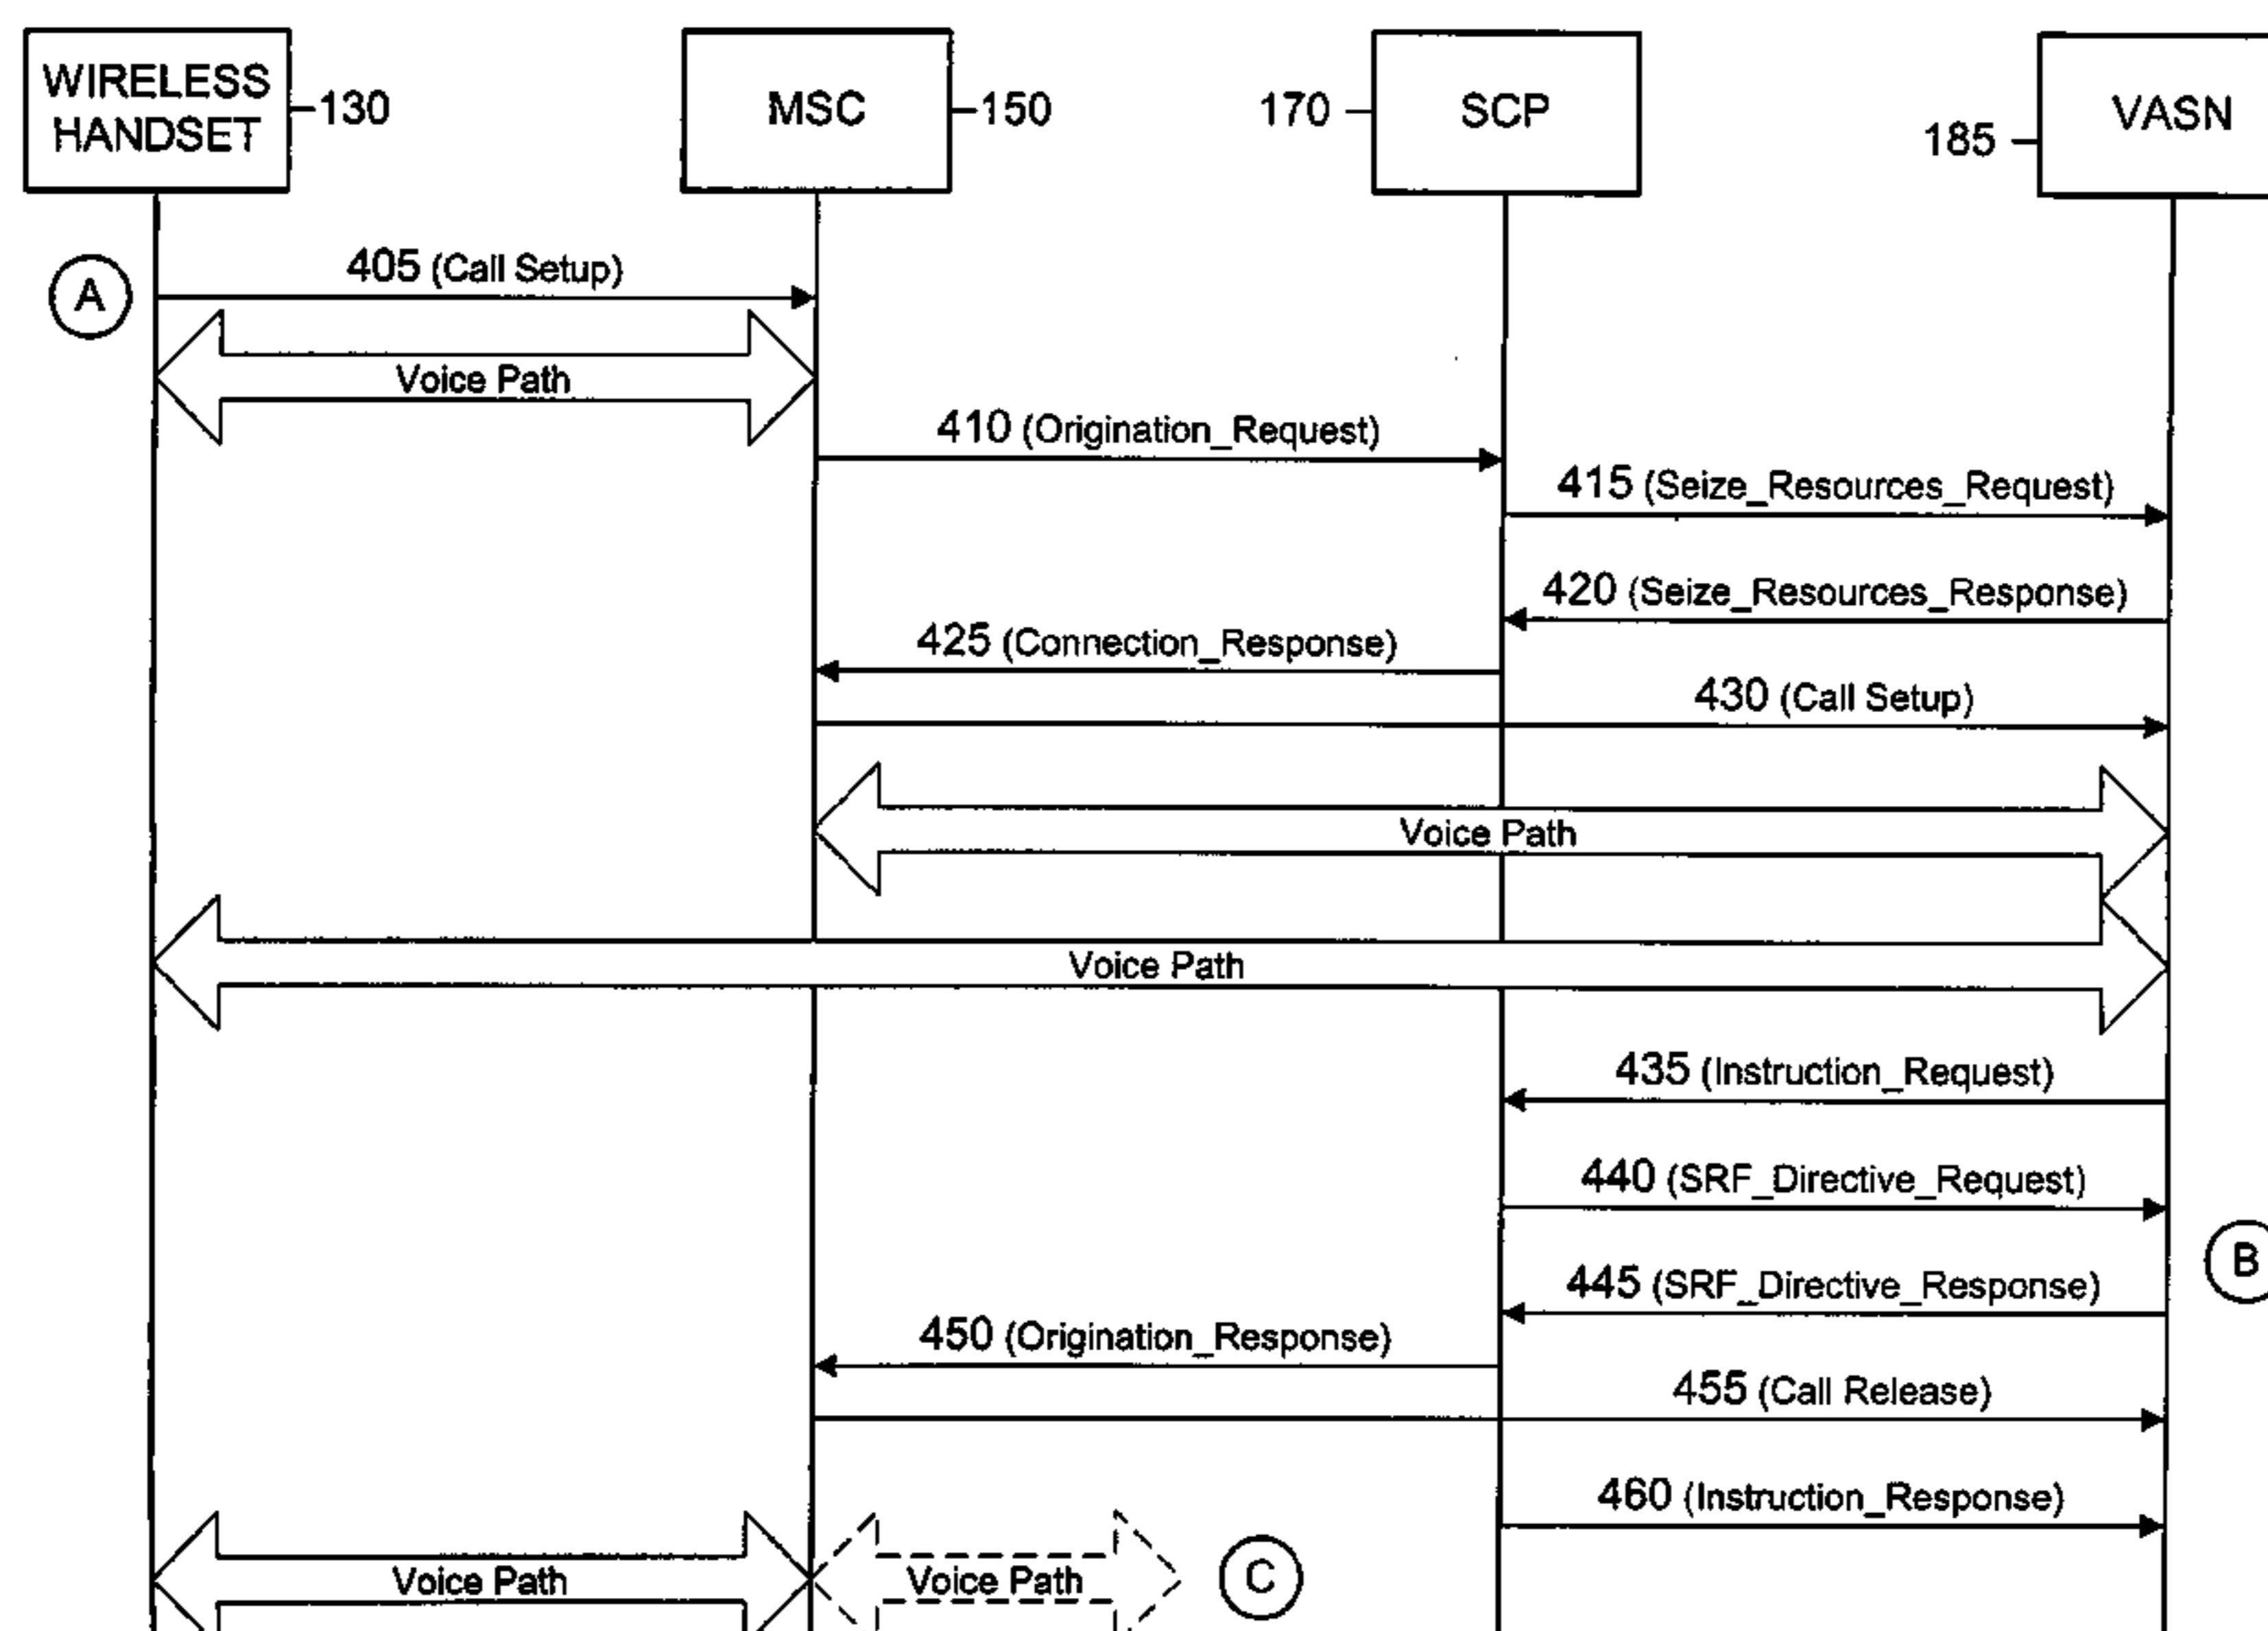 WIRELESS
HANDSET
130
MSC
150
170
SCP
185
VASN
A
405 (Call Setup)
Voice Path
410 (Origination_Request)
415 (Seize_Resources_Request)
420 (Seize_Resources_Response)
425 (Connection_Response)
430 (Call Setup)
Voice Path
Voice Path
435 (Instruction_Request)
440 (SRF_Directive_Request)
B
445 (SRF_Directive_Response)
450 (Origination_Response)
455 (Call Release)
460 (Instruction_Response)
Voice Path
Voice Path
C